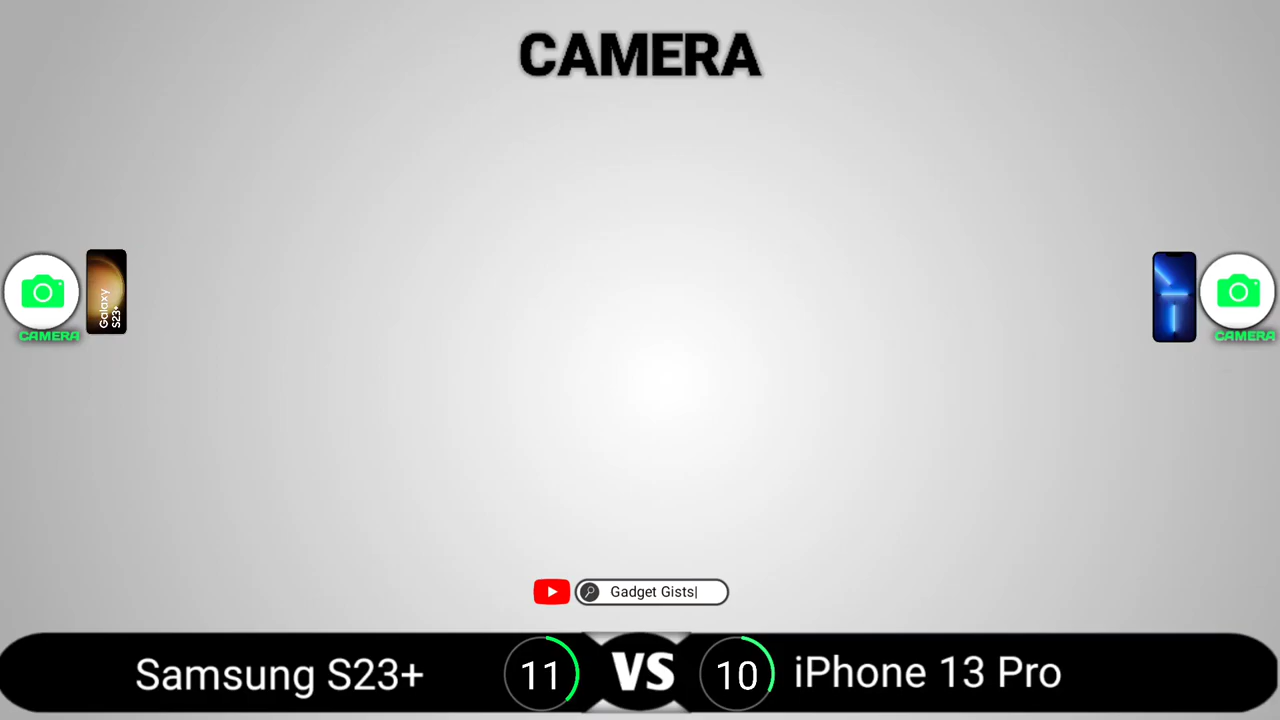 CAMERA
CAMERA
Galaxy
S23+
CAMERA
Gadget Gists
Samsung S23+ 11 VS 10 iPhone 13 Pro